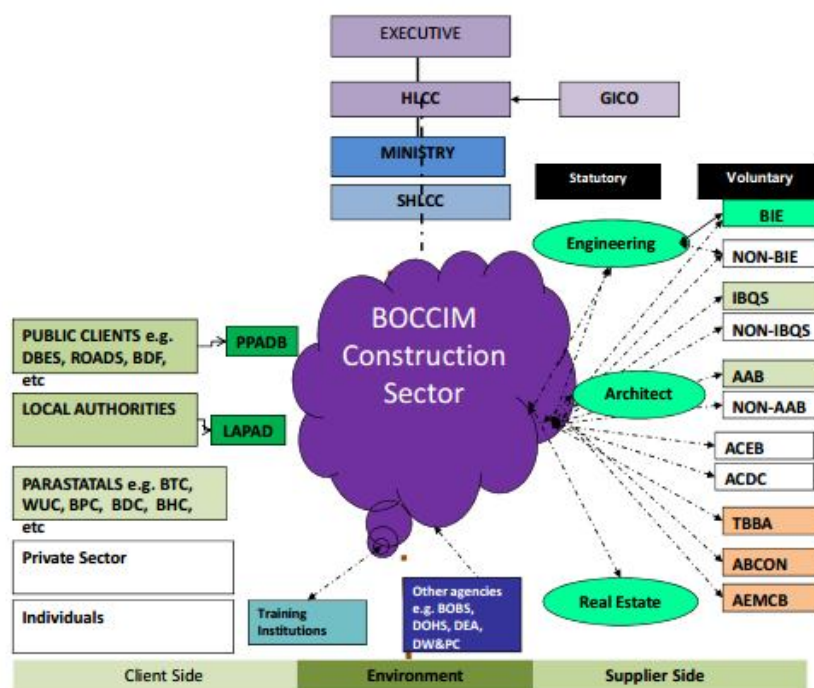 EXECUTIVE
HLCC
GICO
MINISTRY
SHLCC
Statutory
Voluntary
Engineering
BIE
NON-BIE
IBQS
NON-IBQS
BOCCIM
Construction
Sector
PUBLIC CLIENTS e.g.
DBES, ROADS, BDF,
etc
PPADB
Architect
AAB
NON-AAB
LOCAL AUTHORITIES
LAPAD
ACEB
ACDC
PARASTATALS e.g. BTC,
WUC, BPC, BDC, BHC,
etc
TBBA
ABCON
AEMCB
Private Sector
Individuals
Training
Institutions
Other agencies
e.g. BOBS,
DOHS, DEA,
DW&PC
Real Estate
Client Side
Environment
Supplier Side